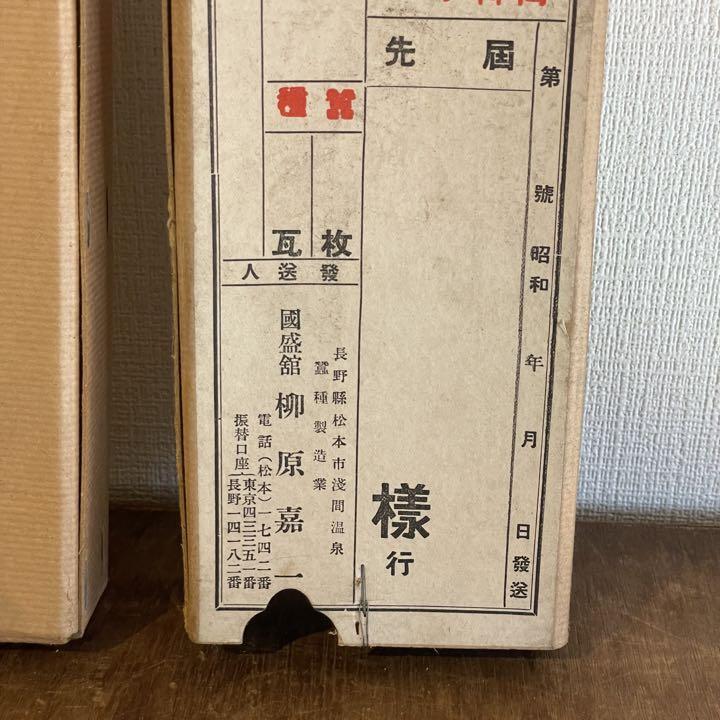 第　號 昭和　年　月　日發送
届先
樣行
種
枚
瓦
發送人
長野縣松本市淺間温泉
蠶種製造業
國盛舘 柳原嘉一
電話（松本）一七四二番
振替口座 東京四三三五一番
長野一四一八二番